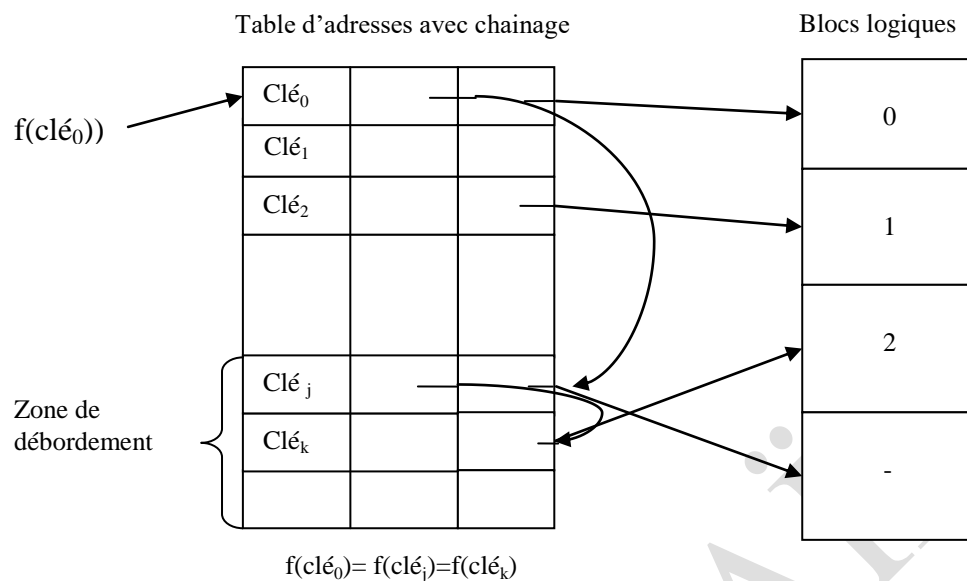 Table d'adresses avec chainage
Blocs logiques
f(clé₀))
Clé₀
Clé₁
Clé₂
Clé ⱼ
Cléₖ
Zone de
débordement
0
1
2
-
f(clé₀)= f(cléⱼ)=f(cléₖ)